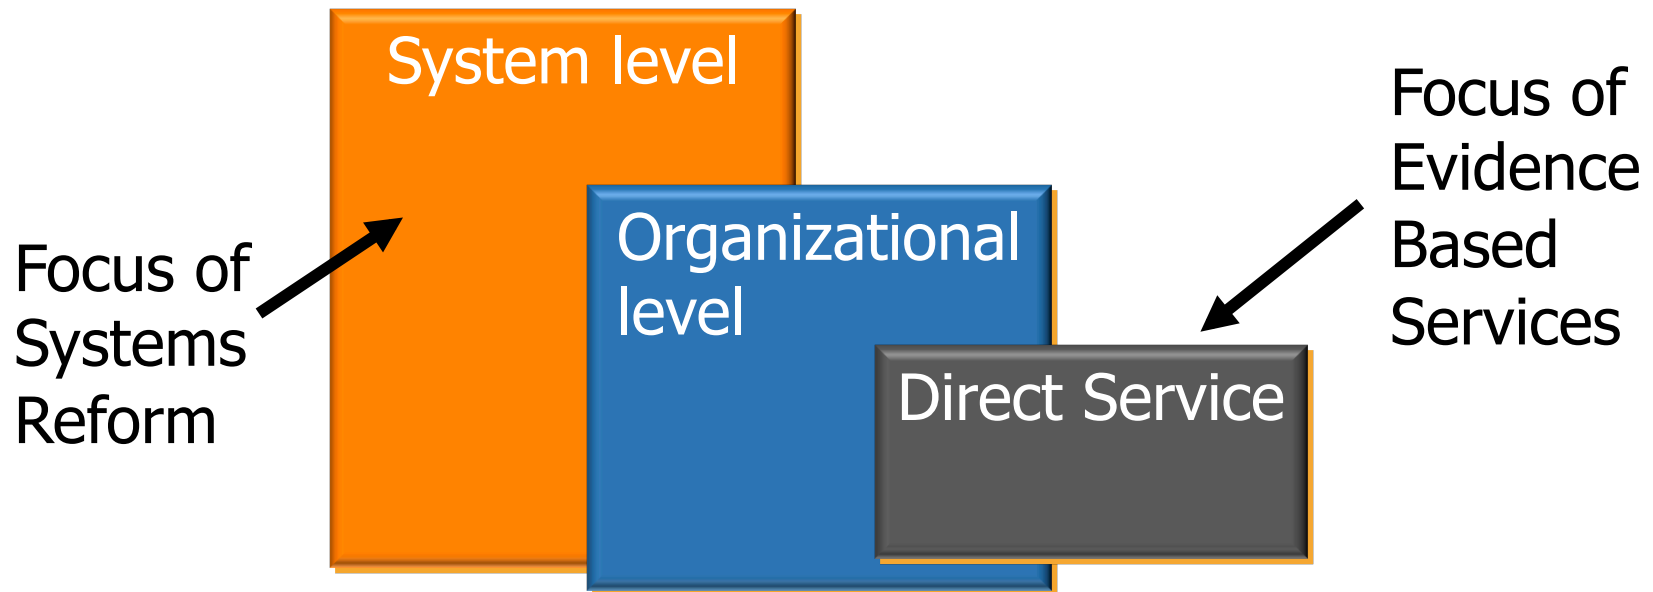 System level
Focus of
Evidence
Based
Services
Organizational
level
Focus of
Systems
Reform
Direct Service